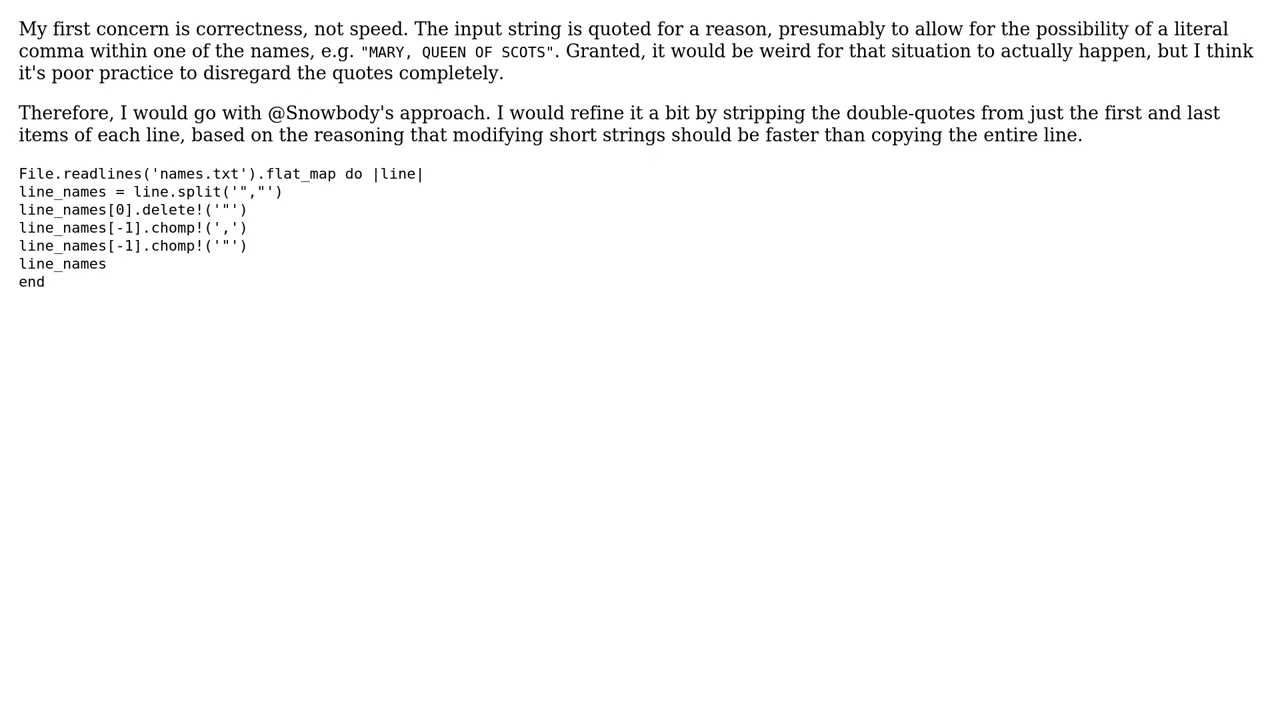 My first concern is correctness, not speed. The input string is quoted for a reason, presumably to allow for the possibility of a literal
comma within one of the names, e.g. "MARY, QUEEN OF SCOTS". Granted, it would be weird for that situation to actually happen, but I think
it's poor practice to disregard the quotes completely.
Therefore, I would go with @Snowbody's approach. I would refine it a bit by stripping the double-quotes from just the first and last
items of each line, based on the reasoning that modifying short strings should be faster than copying the entire line.
File.readlines('names.txt').flat_map do |line|
line_names = line.split('","')
line_names[0].delete!('"')
line_names[-1].chomp!(',')
line_names[-1].chomp!('"')
line_names
end